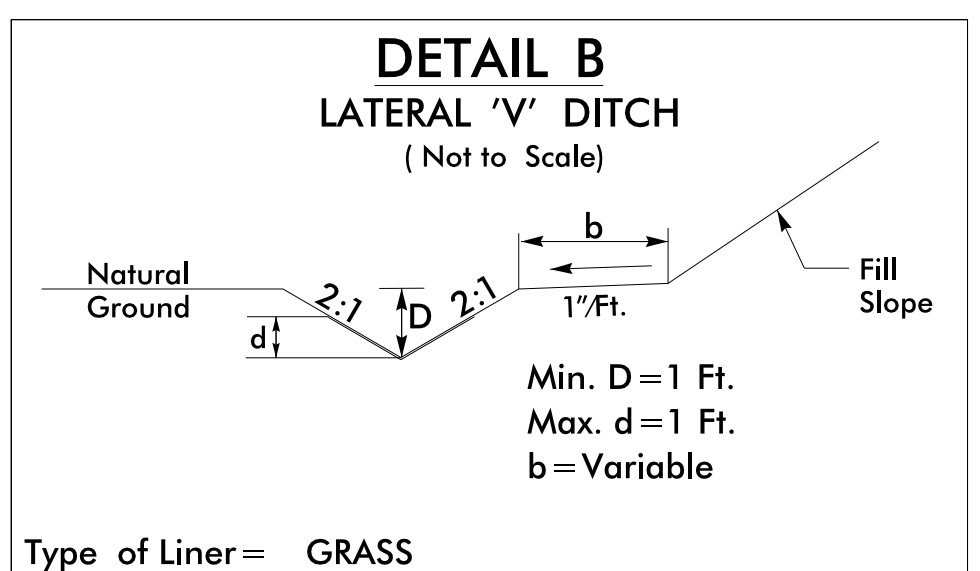 DETAIL B
LATERAL 'V' DITCH
( Not to Scale)
b
Natural
Ground
2:1
D
2:1
1"/Ft.
Fill
Slope
d
Min. D=1 Ft.
Max. d=1 Ft.
b=Variable
Type of Liner= GRASS